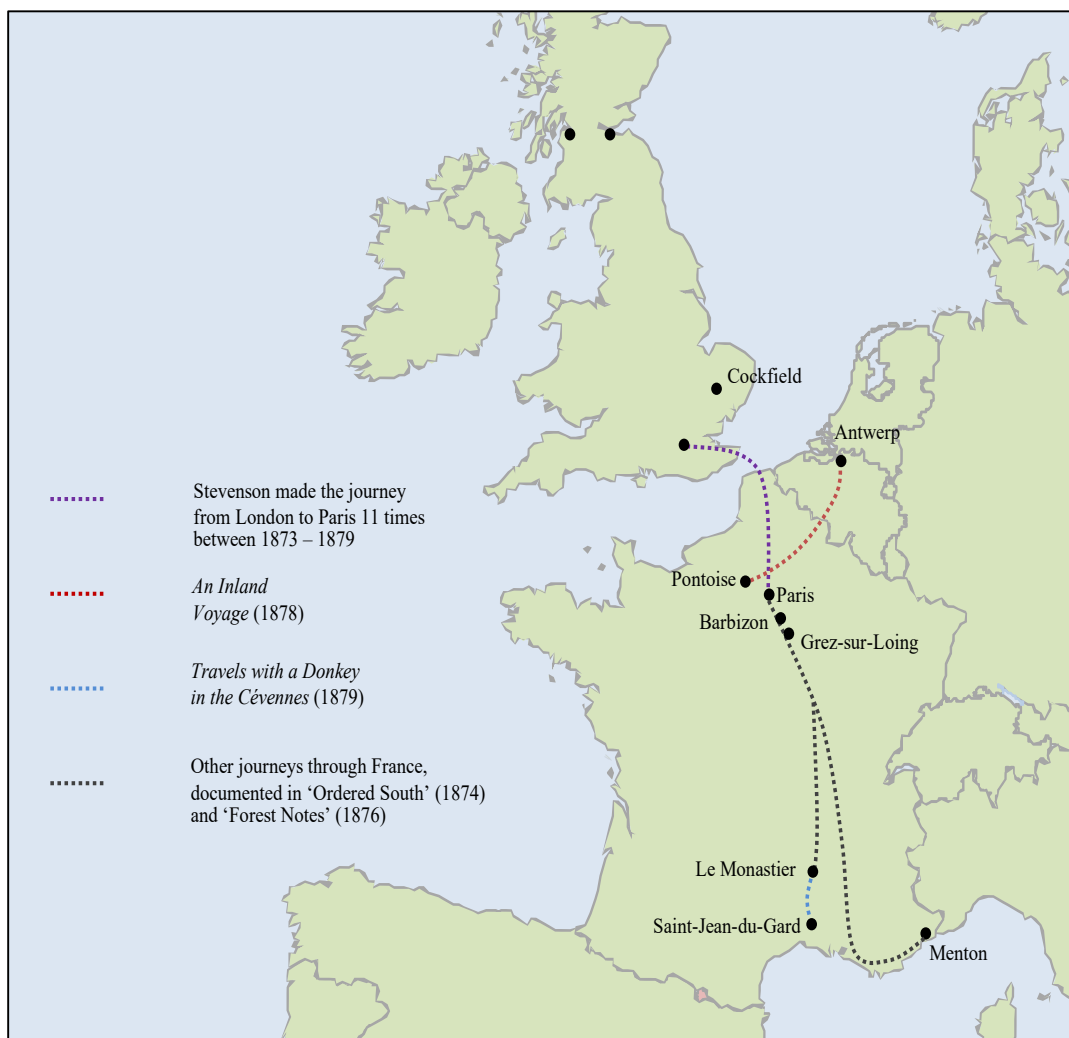 Cockfield
Antwerp
Stevenson made the journey
from London to Paris 11 times
between 1873 – 1879
Pontoise
An Inland
Voyage (1878)
Paris
Barbizon
Grez-sur-Loing
Travels with a Donkey
in the Cévennes (1879)
Other journeys through France,
documented in ‘Ordered South’ (1874)
and ‘Forest Notes’ (1876)
Le Monastier
Saint-Jean-du-Gard
Menton